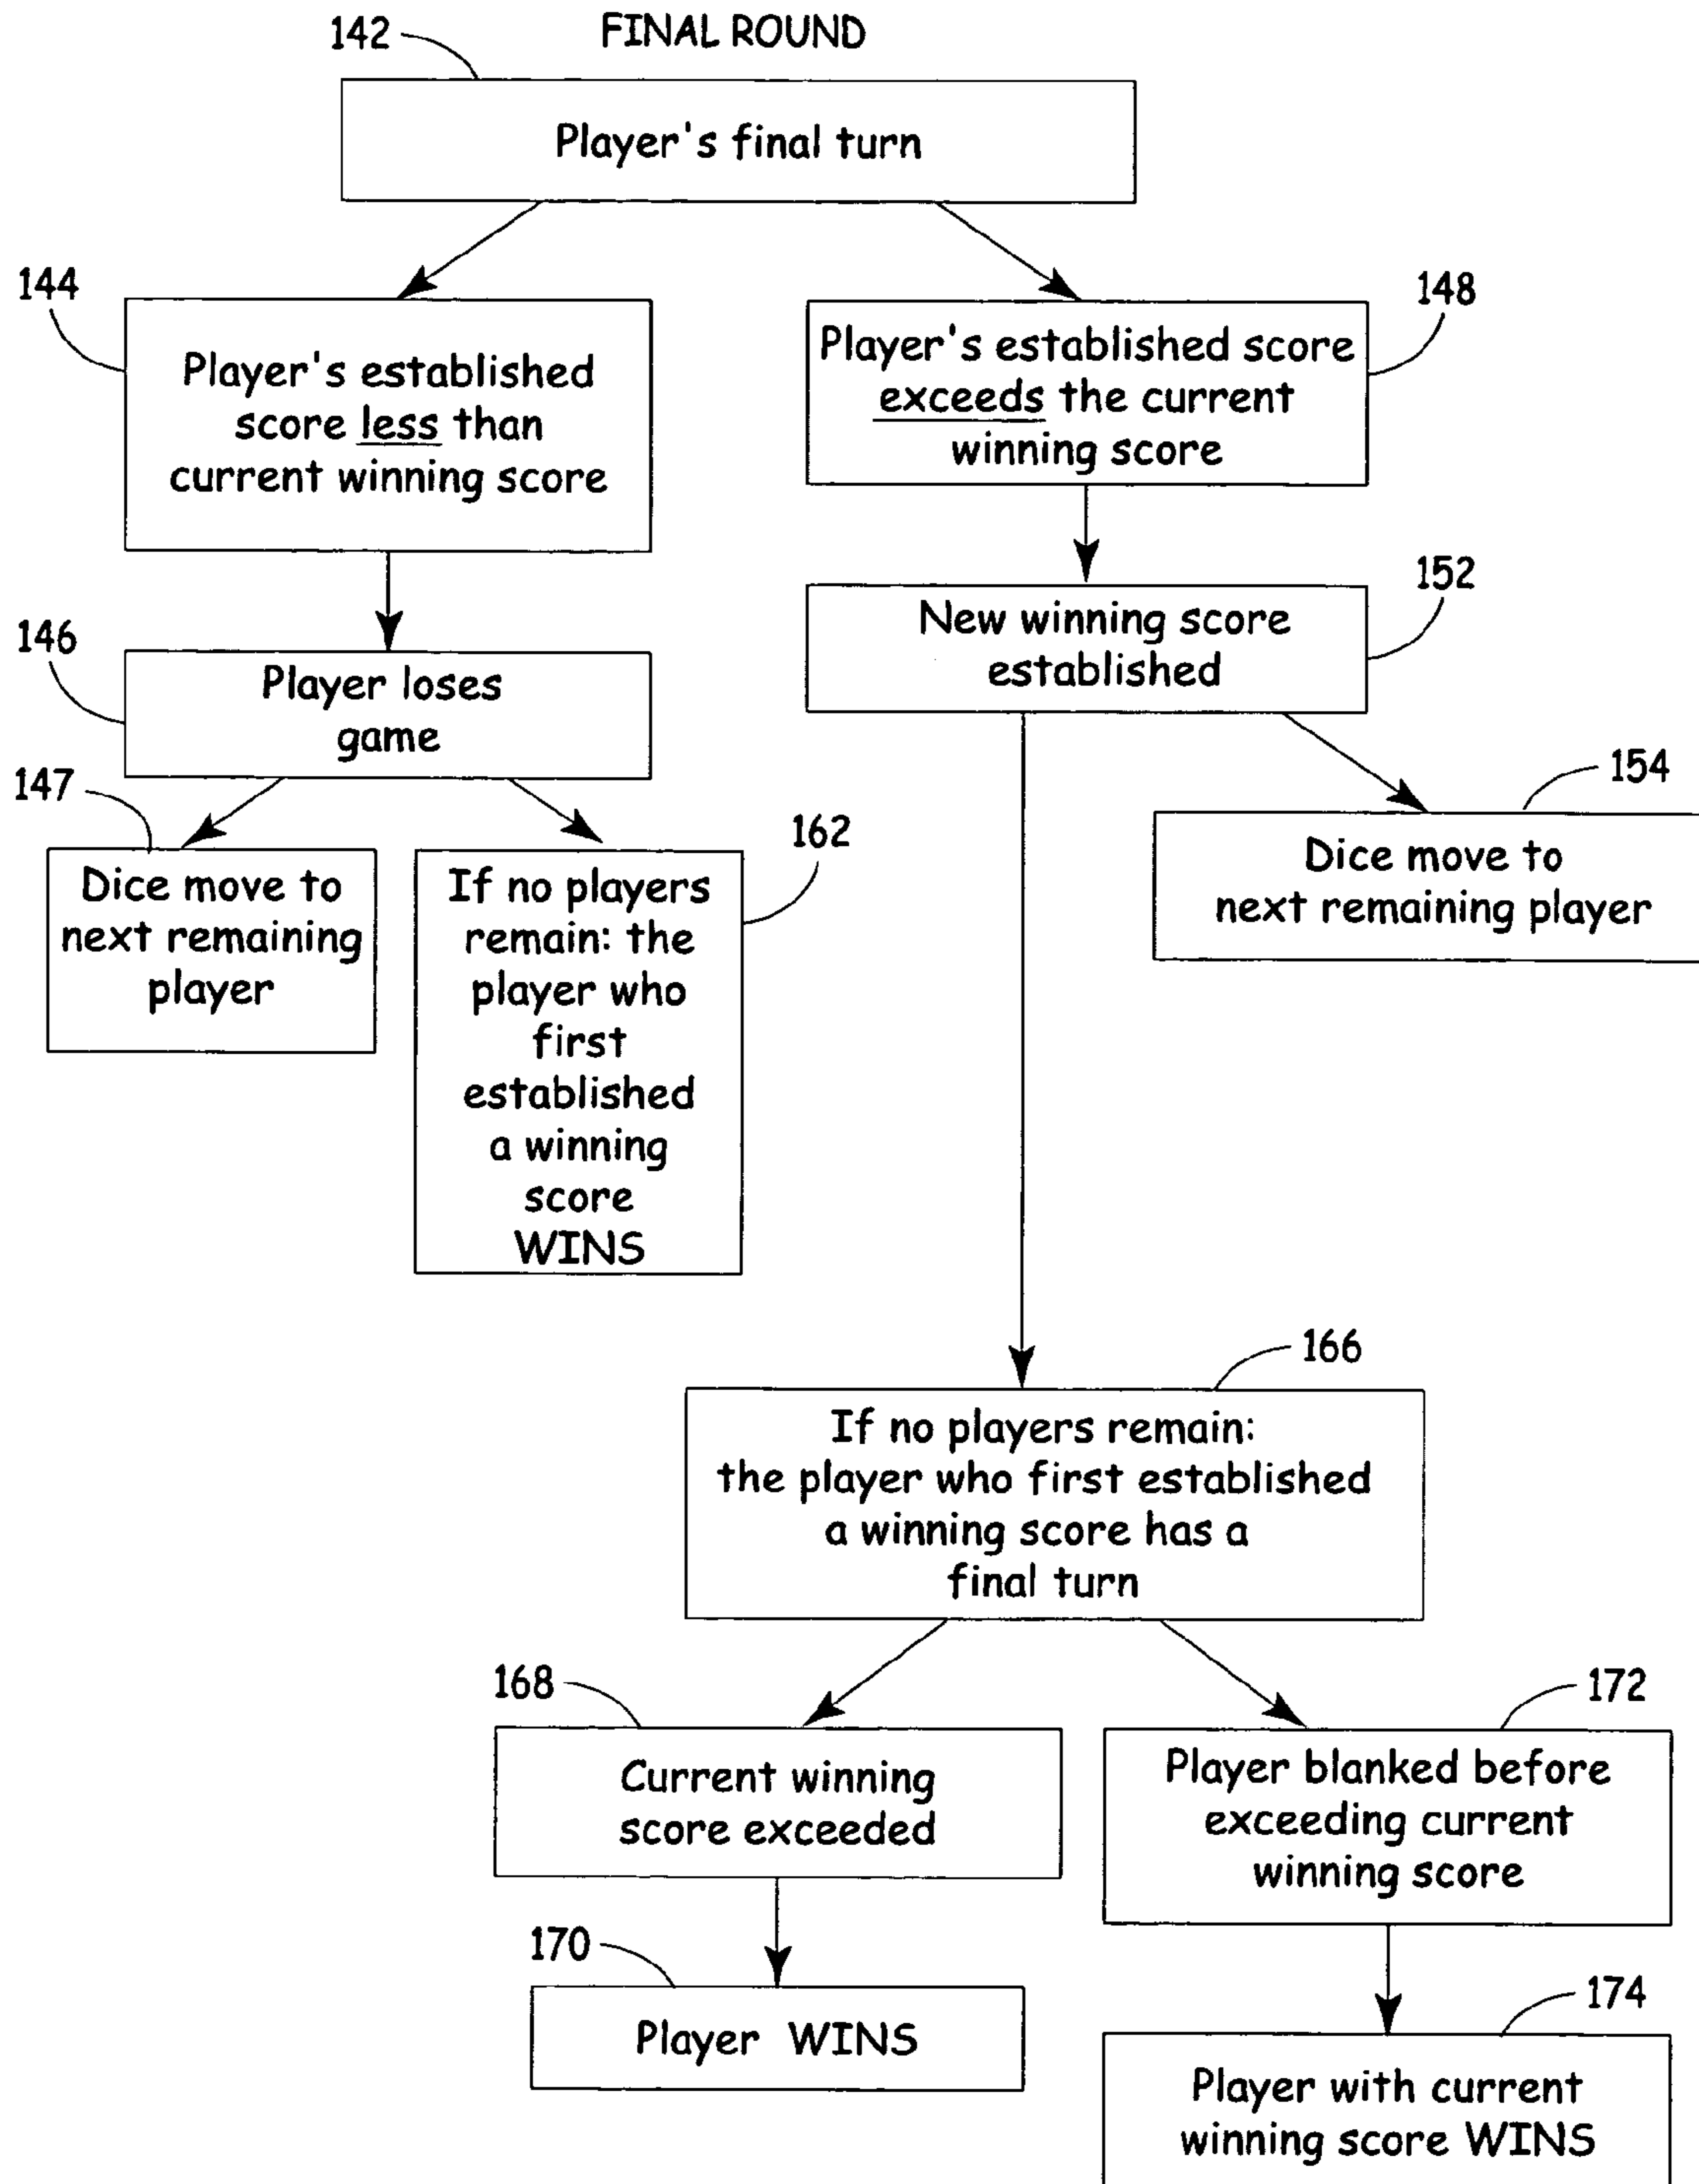 142
FINAL ROUND
Player's final turn
144
Player's established
score less than
current winning score
148
Player's established score
exceeds the current
winning score
146
Player loses
game
152
New winning score
established
147
Dice move to
next remaining
player
162
If no players
remain: the
player who
first
established
a winning
score
WINS
154
Dice move to
next remaining player
166
If no players remain:
the player who first established
a winning score has a
final turn
168
Current winning
score exceeded
172
Player blanked before
exceeding current
winning score
170
Player WINS
174
Player with current
winning score WINS